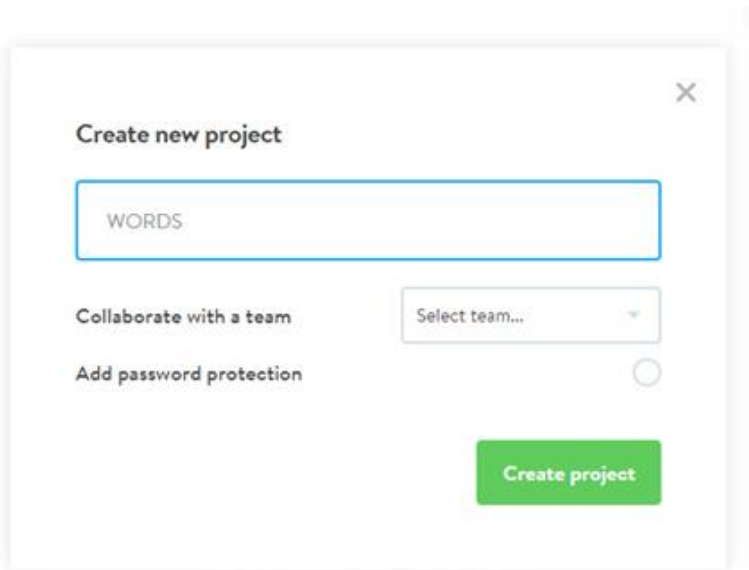 Create new project
WORDS
Collaborate with a team
Select team...
Add password protection
Create project